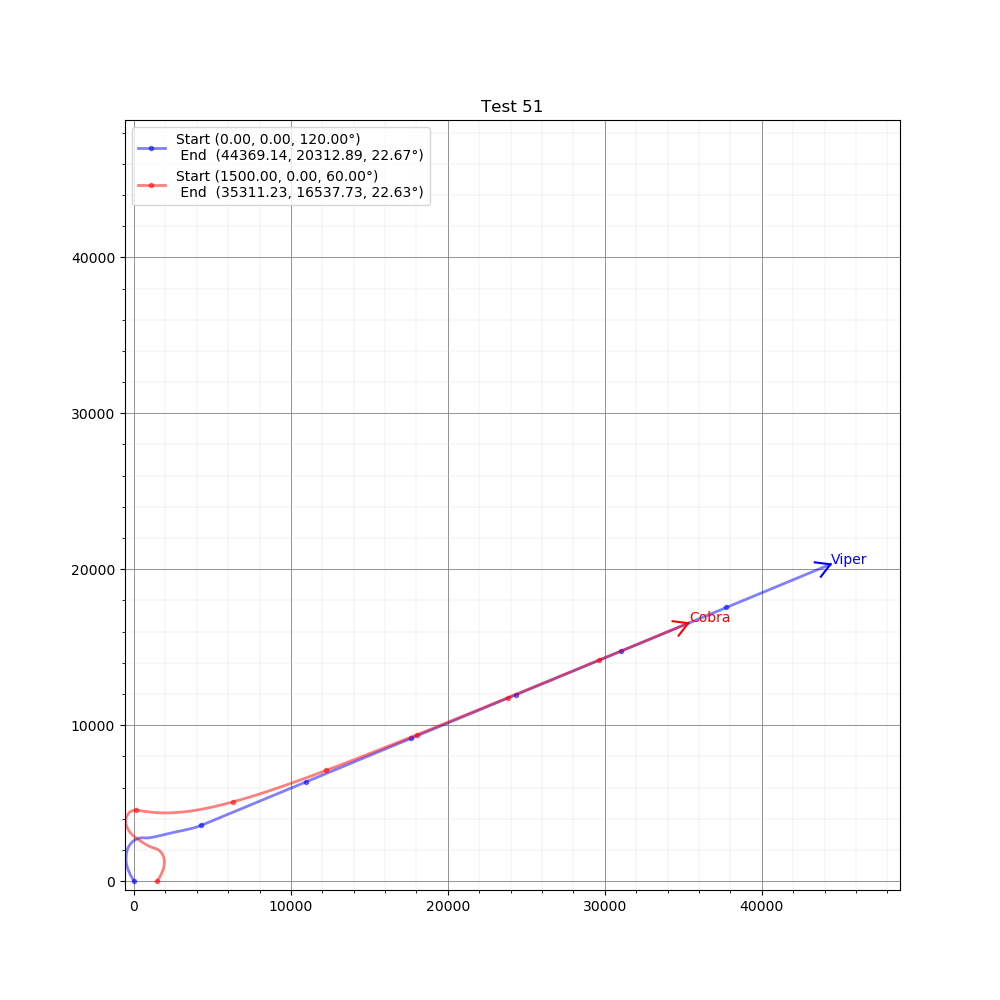 Test 51
Start (0.00, 0.00, 120.00°)
End  (44369.14, 20312.89, 22.67°)
Start (1500.00, 0.00, 60.00°)
End  (35311.23, 16537.73, 22.63°)
40000
30000
20000
10000
0
Viper
Cobra
0 10000 20000 30000 40000